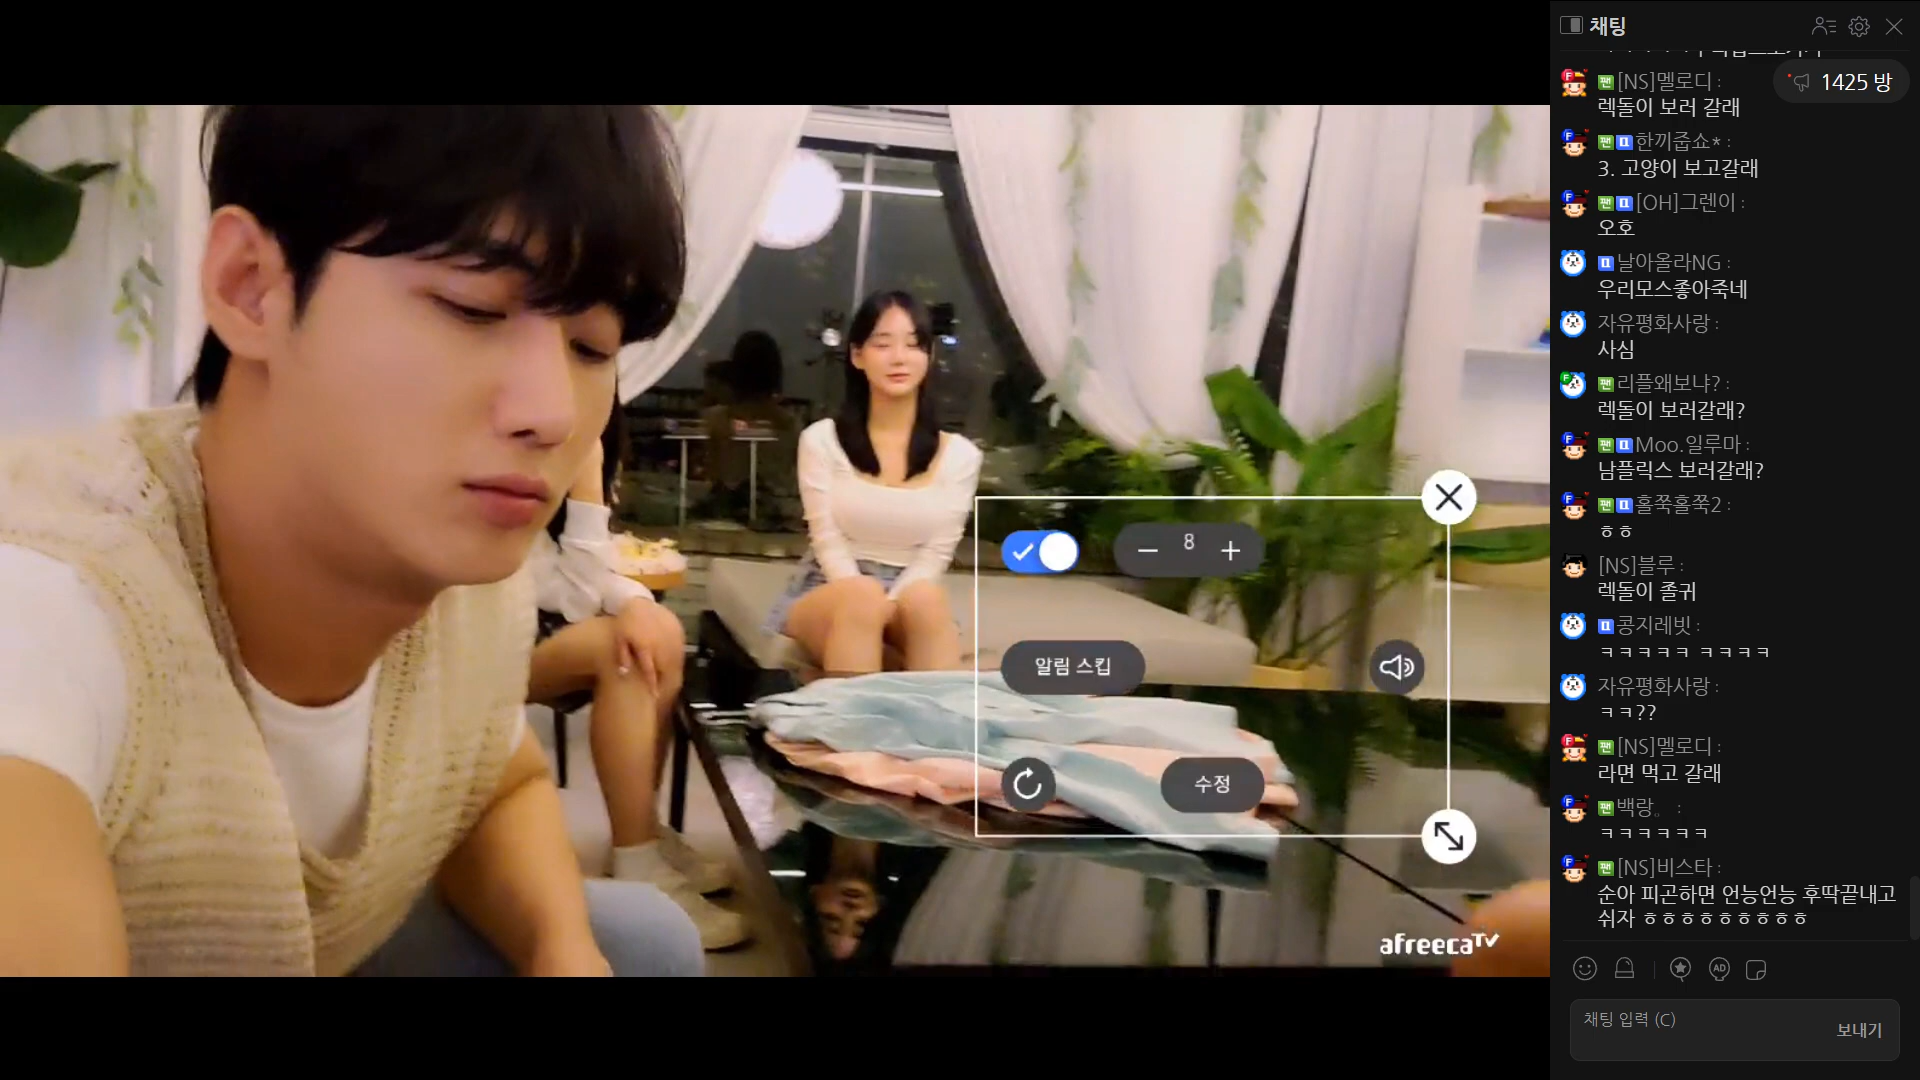 채팅
1425 방
[NS]멜로디 :
렉돌이 보러 갈래
한끼줍쇼* :
3. 고양이 보고갈래
[OH]그렌이 :
오호
날아올라NG :
우리모스좋아죽네
자유평화사랑 :
사심
리플왜보냐? :
렉돌이 보러갈래?
Moo.일루마 :
남플릭스 보러갈래?
홀쭉홀쭉2 :
ㅎㅎ
[NS]블루 :
렉돌이 졸귀
콩지레빗 :
ㅋㅋㅋㅋㅋ ㅋㅋㅋㅋ
자유평화사랑 :
ㅋㅋ??
[NS]멜로디 :
라면 먹고 갈래
백랑。 :
ㅋㅋㅋㅋㅋㅋ
[NS]비스타 :
순아 피곤하면 언능언능 후딱끝내고
쉬자 ㅎㅎㅎㅎㅎㅎㅎㅎㅎ
채팅 입력 (C)
보내기
8
알림 스킵
수정
afreecaTV